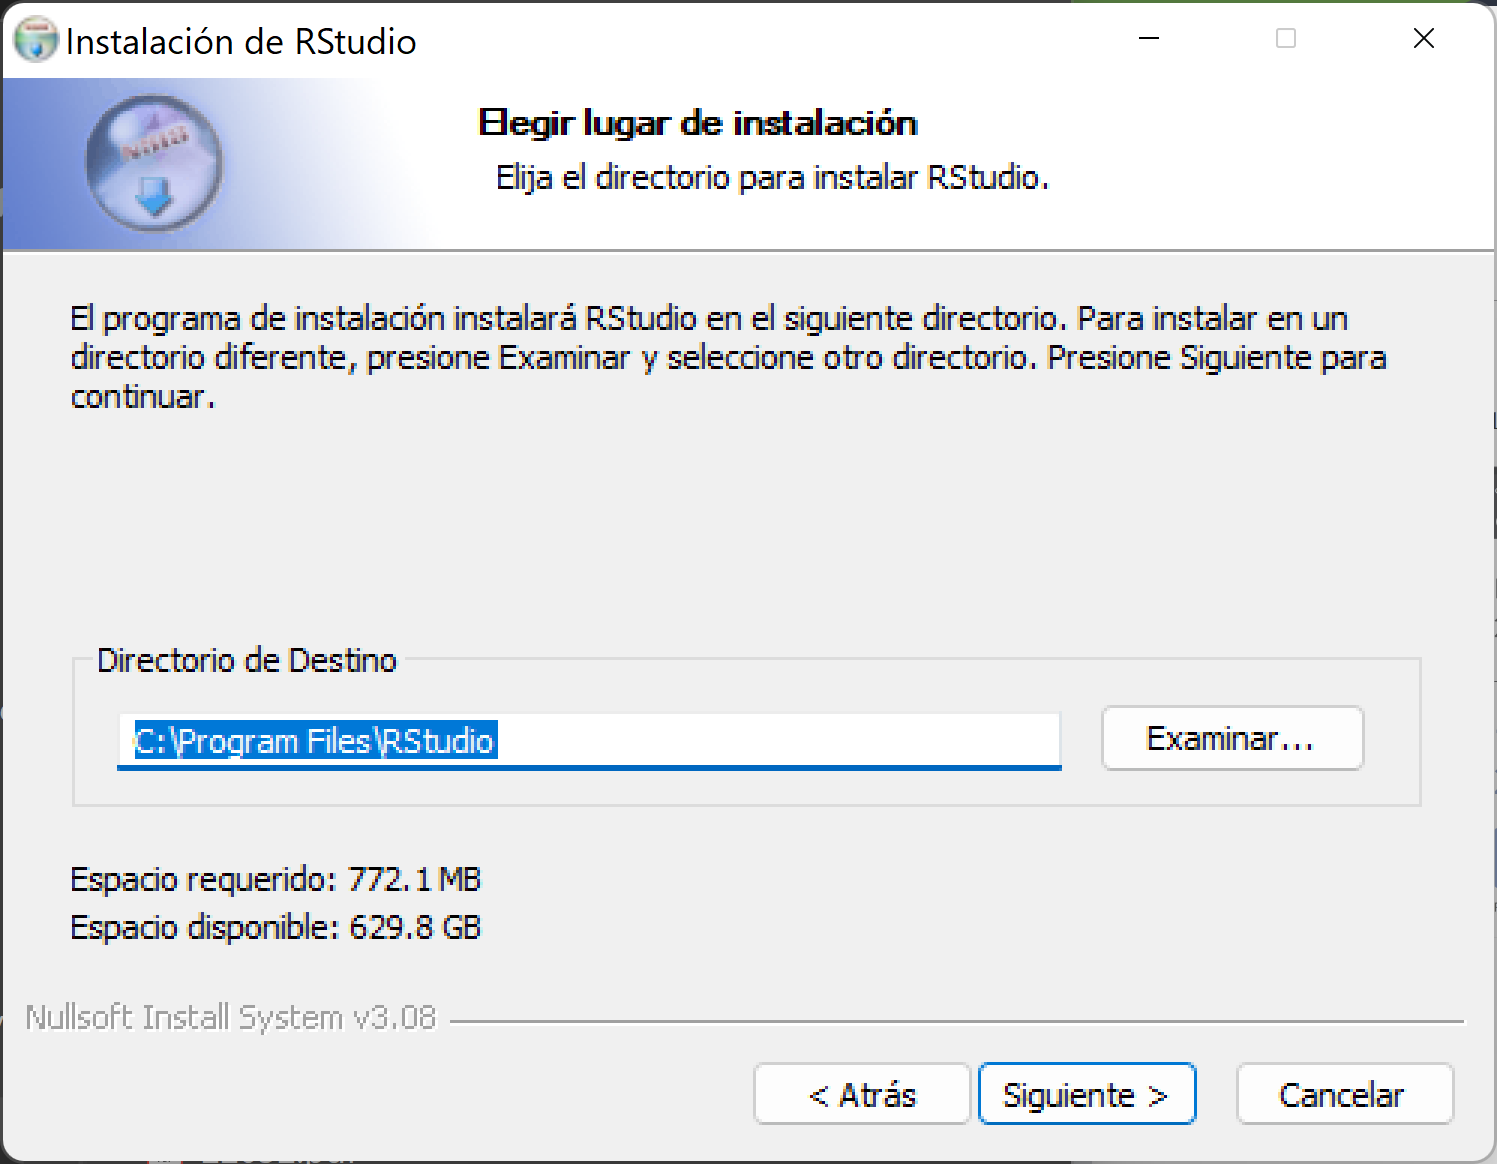 Instalación de RStudio
Elegir lugar de instalación
Elija el directorio para instalar RStudio.
El programa de instalación instalará RStudio en el siguiente directorio. Para instalar en un
directorio diferente, presione Examinar y seleccione otro directorio. Presione Siguiente para
continuar.
Directorio de Destino
C:\Program Files\RStudio
Examinar...
Espacio requerido: 772.1 MB
Espacio disponible: 629.8 GB
Nullsoft Install System v3.08
< Atrás
Siguiente >
Cancelar